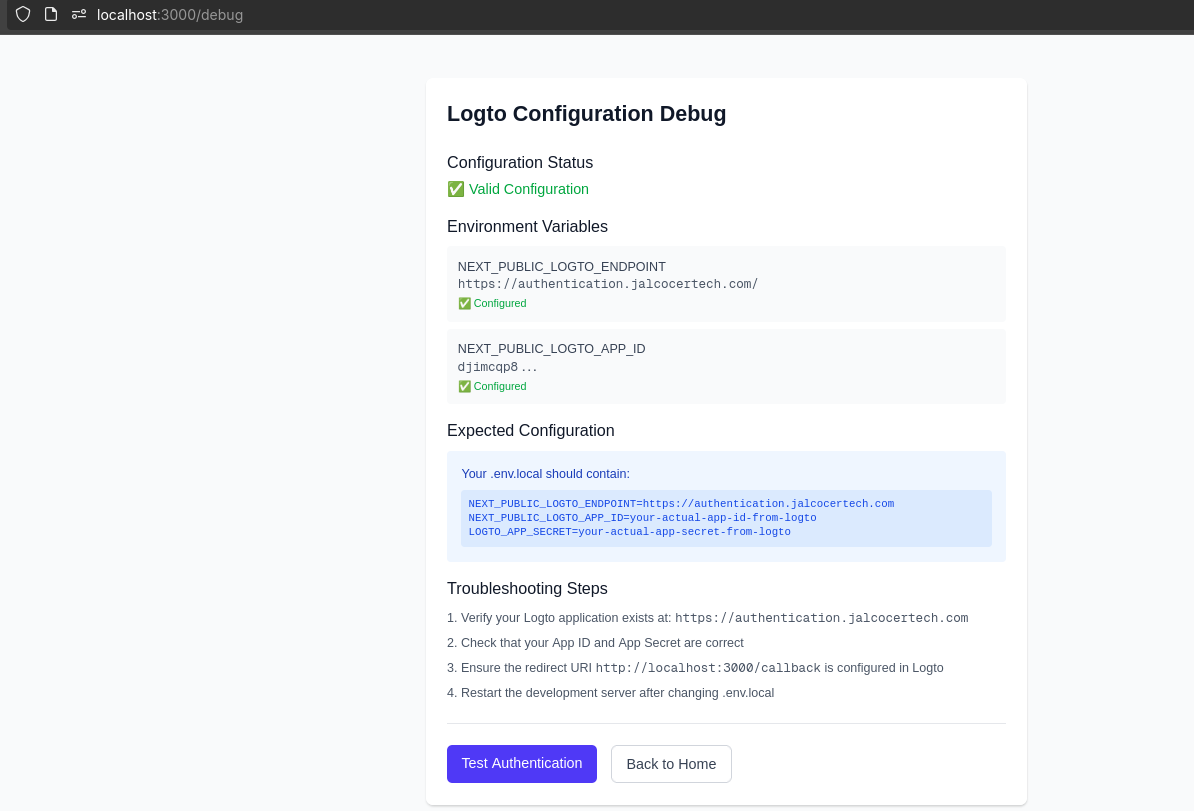 localhost:3000/debug
Logto Configuration Debug
Configuration Status
✅ Valid Configuration
Environment Variables
NEXT_PUBLIC_LOGTO_ENDPOINT
https://authentication.jalcocertech.com/
✅ Configured
NEXT_PUBLIC_LOGTO_APP_ID
djimcqp8...
✅ Configured
Expected Configuration
Your .env.local should contain:
NEXT_PUBLIC_LOGTO_ENDPOINT=https://authentication.jalcocertech.com
NEXT_PUBLIC_LOGTO_APP_ID=your-actual-app-id-from-logto
LOGTO_APP_SECRET=your-actual-app-secret-from-logto
Troubleshooting Steps
1. Verify your Logto application exists at: https://authentication.jalcocertech.com
2. Check that your App ID and App Secret are correct
3. Ensure the redirect URI http://localhost:3000/callback is configured in Logto
4. Restart the development server after changing .env.local
Test Authentication
Back to Home